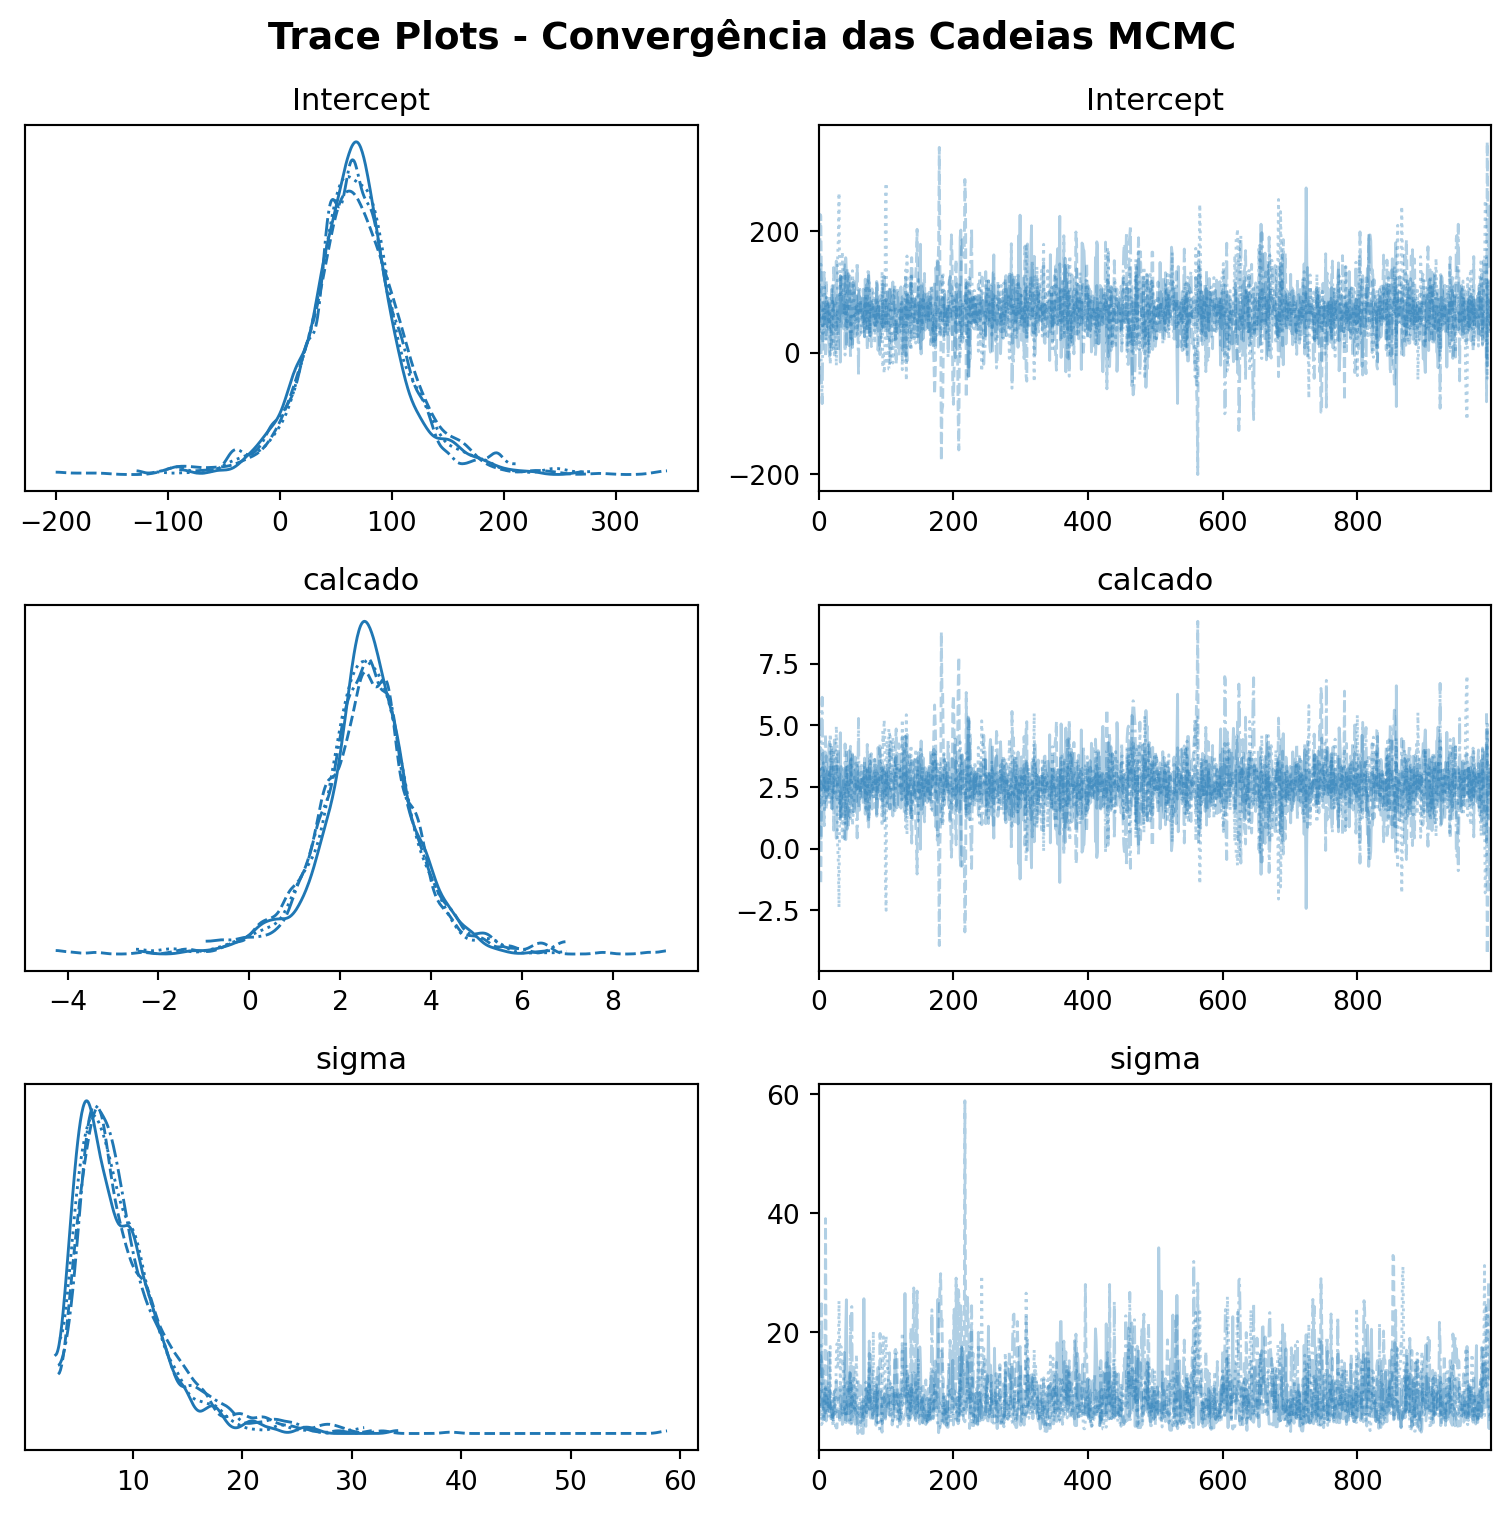 Trace Plots - Convergência das Cadeias MCMC
Intercept
−200 −100 0 100 200 300
Intercept
200
0
−200
0 200 400 600 800
calcado
−4 −2 0 2 4 6 8
calcado
7.5
5.0
2.5
0.0
−2.5
0 200 400 600 800
sigma
10 20 30 40 50 60
sigma
60
40
20
0 200 400 600 800